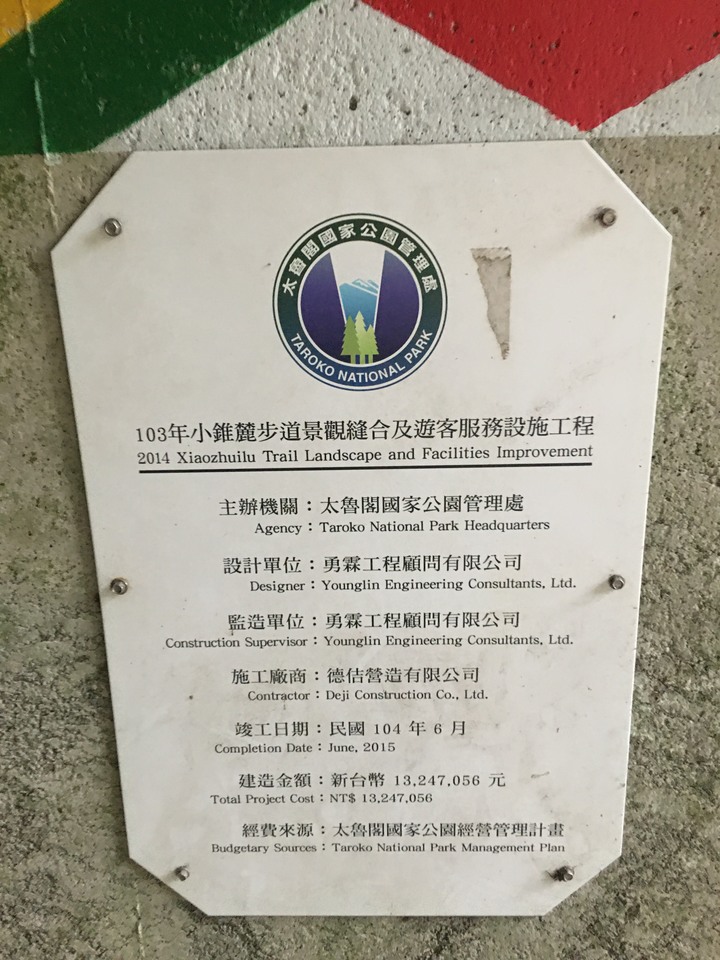 太魯閣國家公園管理處
TAROKO NATIONAL PARK
103年小錐麓步道景觀縫合及遊客服務設施工程
2014 Xiaozhuilu Trail Landscape and Facilities Improvement
主辦機關：太魯閣國家公園管理處
Agency：Taroko National Park Headquarters
設計單位：勇霖工程顧問有限公司
Designer：Younglin Engineering Consultants, Ltd.
監造單位：勇霖工程顧問有限公司
Construction Supervisor：Younglin Engineering Consultants, Ltd.
施工廠商：德佶營造有限公司
Contractor：Deji Construction Co., Ltd.
竣工日期：民國 104 年 6 月
Completion Date：June, 2015
建造金額：新台幣 13,247,056 元
Total Project Cost：NT$ 13,247,056
經費來源：太魯閣國家公園經營管理計畫
Budgetary Sources：Taroko National Park Management Plan